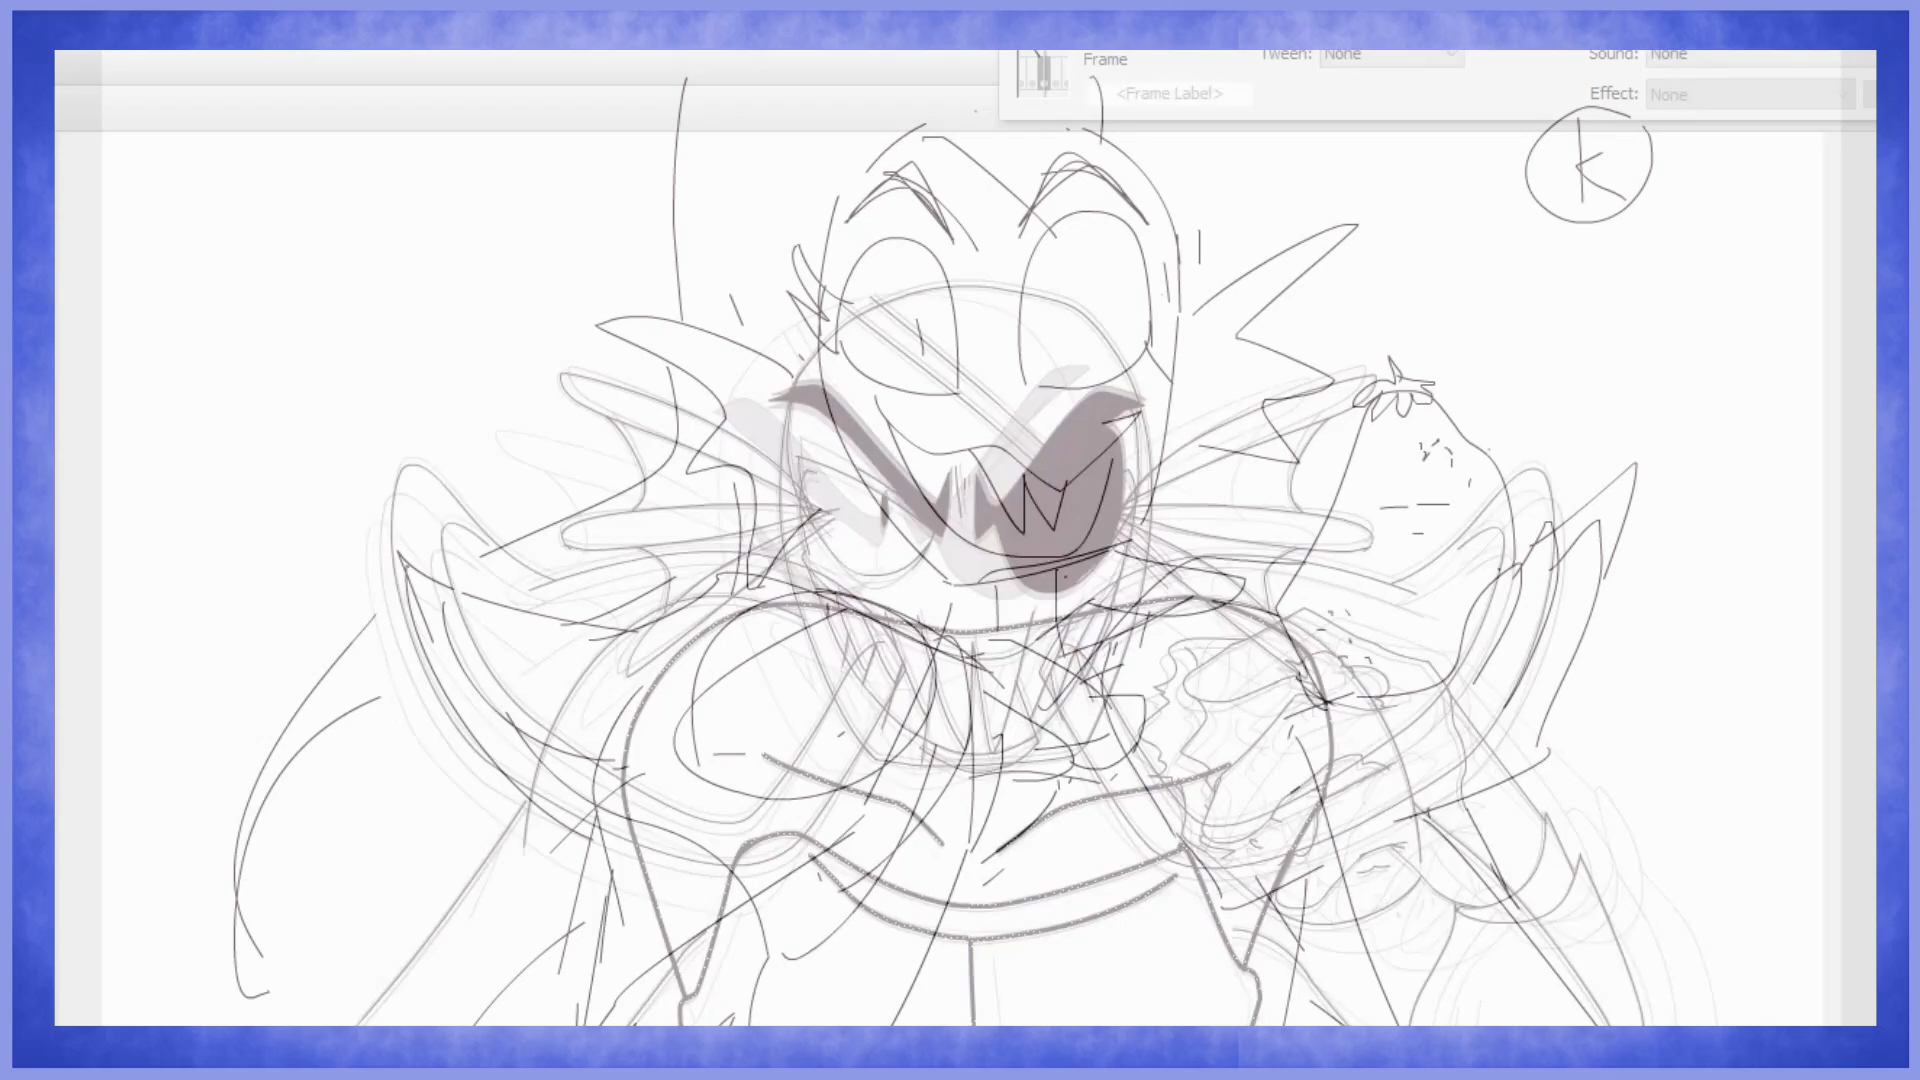 Frame
Tween: None
Sound: None
<Frame Label>
Effect: None
K